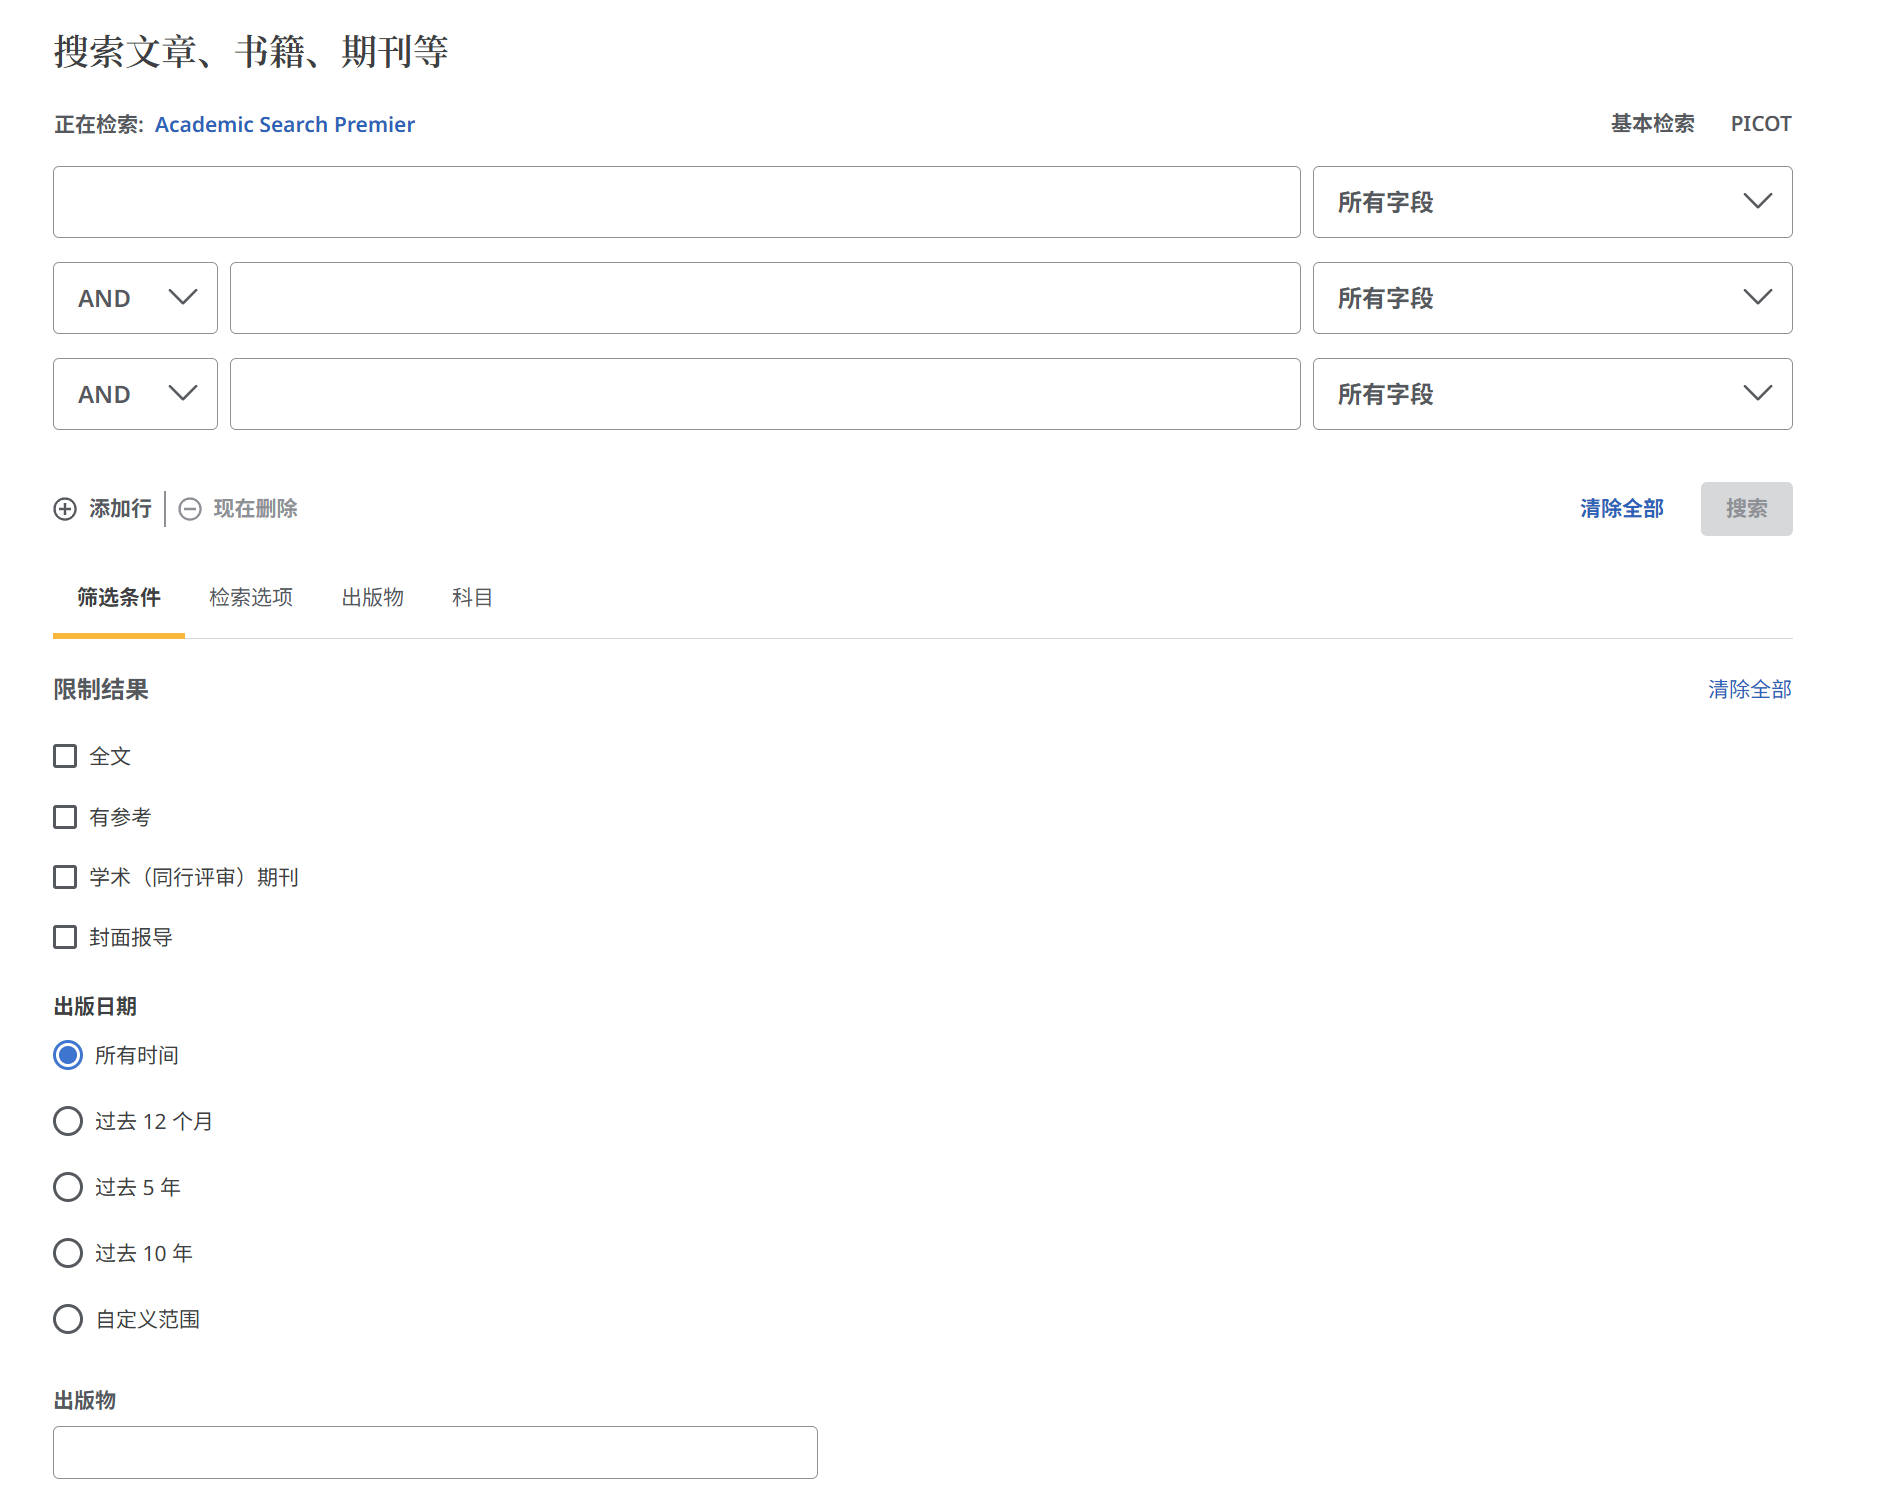 搜索文章、书籍、期刊等
正在检索: Academic Search Premier
基本检索 PICOT
所有字段
AND 所有字段
AND 所有字段
添加行 现在删除
清除全部 搜索
筛选条件 检索选项 出版物 科目
限制结果
清除全部
全文
有参考
学术（同行评审）期刊
封面报导
出版日期
所有时间
过去 12 个月
过去 5 年
过去 10 年
自定义范围
出版物